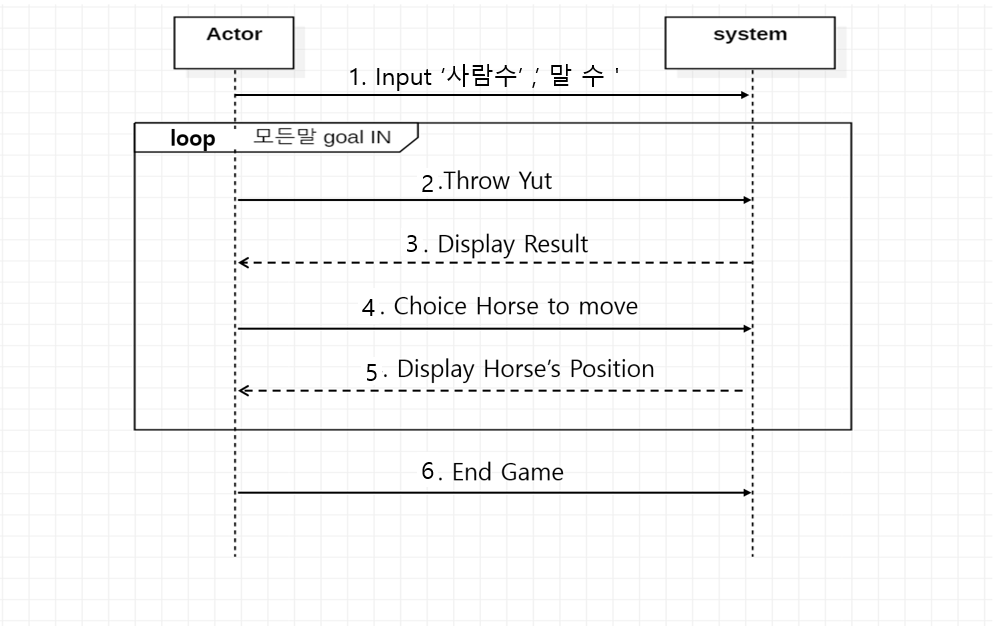 Actor
system
1. Input ‘사람수’ ,’ 말 수 '
loop 모든말 goal IN
2.Throw Yut
3. Display Result
4. Choice Horse to move
5. Display Horse’s Position
6. End Game